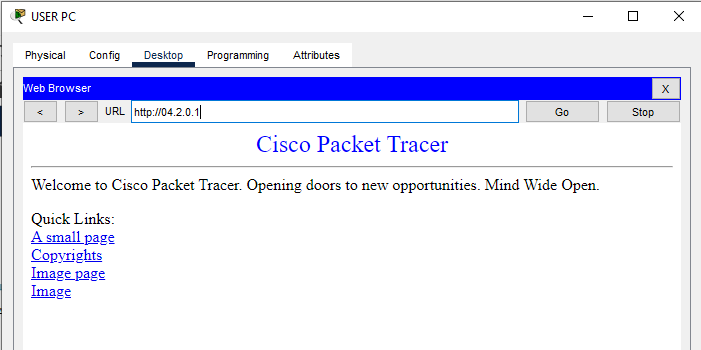 USER PC
Physical Config Desktop Programming Attributes
Web Browser X
< > URL http://04.2.0.1 Go Stop
Cisco Packet Tracer
Welcome to Cisco Packet Tracer. Opening doors to new opportunities. Mind Wide Open.
Quick Links:
A small page
Copyrights
Image page
Image